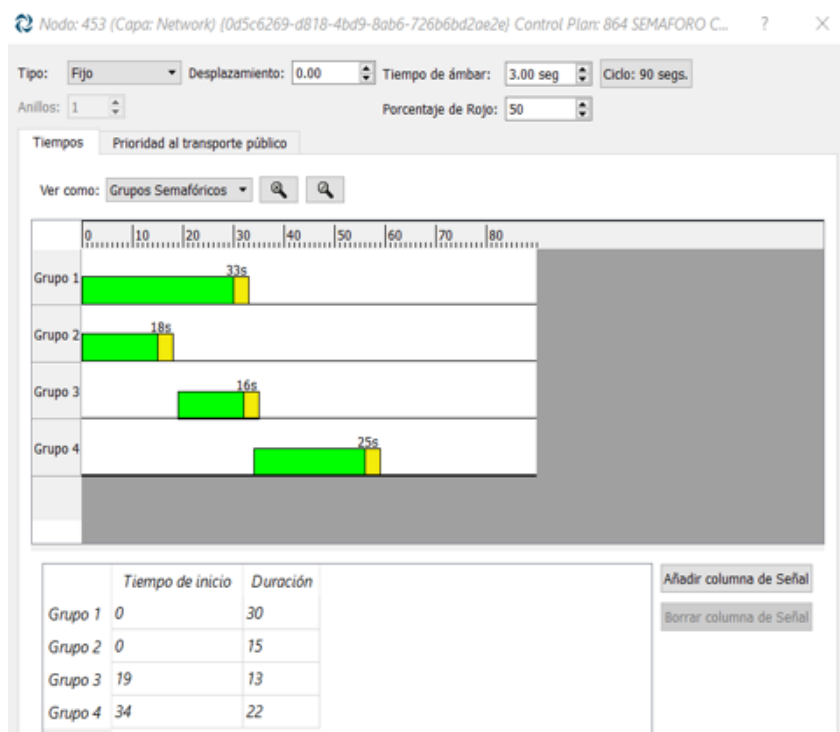 Nodo: 453 (Capa: Network) (0d5c6269-d818-4bd9-8ab6-726b6bd2ae2e) Control Plan: 864 SEMAFORO C... ? ×
Tipo: Fijo Desplazamiento: 0.00 Tiempo de ámbar: 3.00 seg Ciclo: 90 segs.
Anillos: 1 Porcentaje de Rojo: 50
Tiempos Prioridad al transporte público
Ver como: Grupos Semafóricos
0 10 20 30 40 50 60 70 80
33s
Grupo 1
18s
Grupo 2
16s
Grupo 3
25s
Grupo 4
Tiempo de inicio Duración
Añadir columna de Señal
Grupo 1 0 30
Borrar columna de Señal
Grupo 2 0 15
Grupo 3 19 13
Grupo 4 34 22